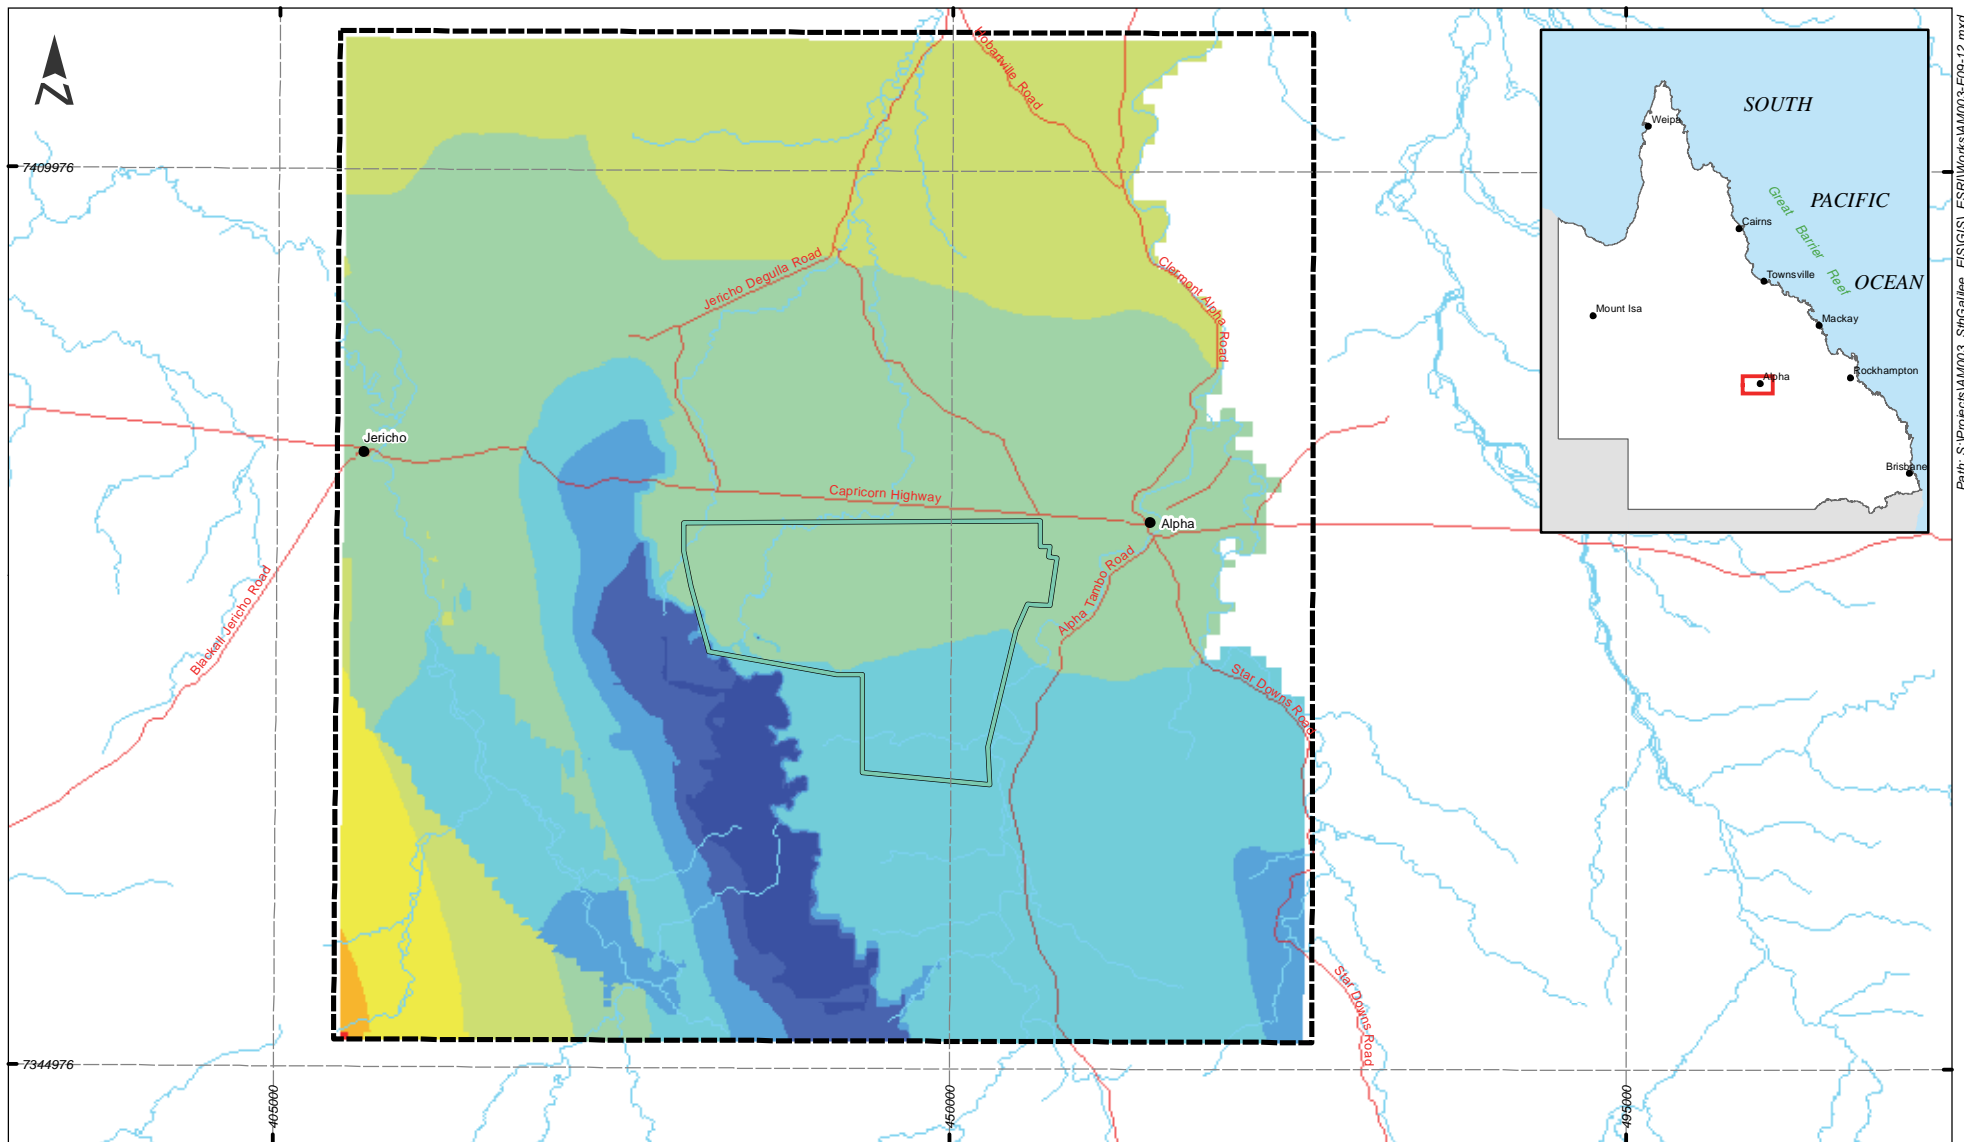 Hobartville Road
7409976
Jericho Degulla Road
Clermont Alpha Road
Jericho
Capricorn Highway
Alpha
Alpha Tambo Road
Blackall Jericho Road
Star Downs Road
Star Downs Road
7344976
405000
450000
495000
SOUTH
PACIFIC
OCEAN
Great Barrier Reef
Weipa
Cairns
Townsville
Mount Isa
Mackay
Alpha
Rockhampton
Brisbane